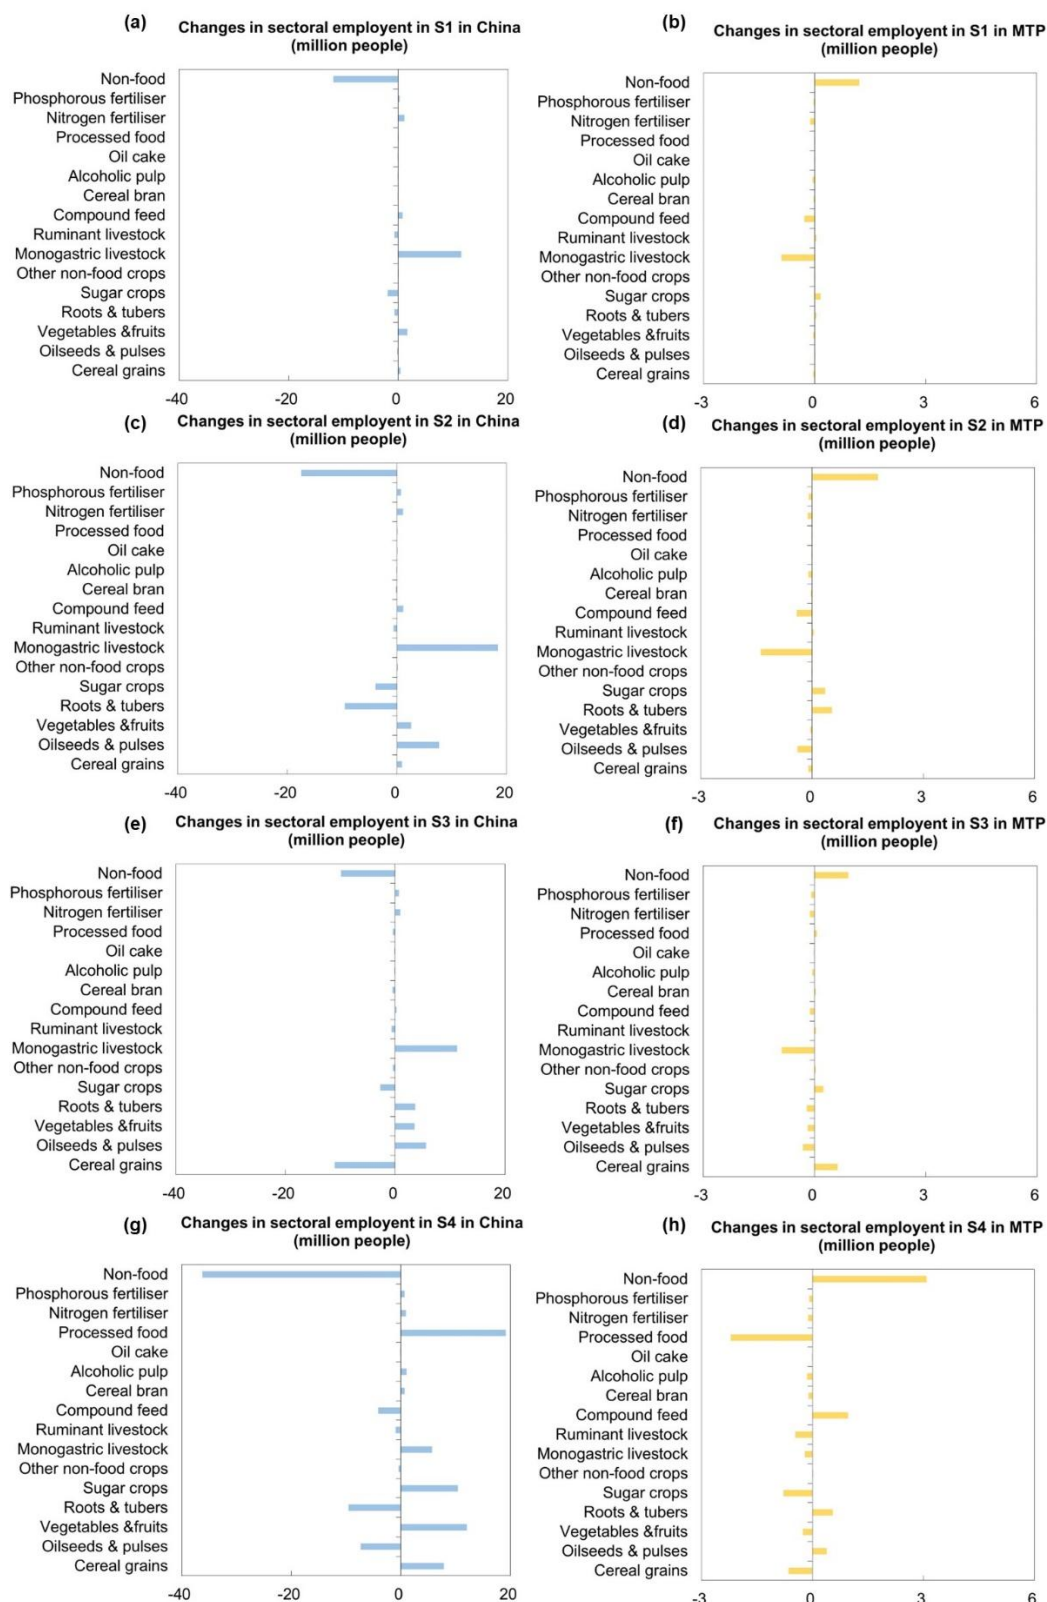 (a)
Changes in sectoral employent in S1 in China
(million people)
Non-food
Phosphorous fertiliser
Nitrogen fertiliser
Processed food
Oil cake
Alcoholic pulp
Cereal bran
Compound feed
Ruminant livestock
Monogastric livestock
Other non-food crops
Sugar crops
Roots & tubers
Vegetables &fruits
Oilseeds & pulses
Cereal grains
-40 -20 0 20
(b)
Changes in sectoral employent in S1 in MTP
(million people)
Non-food
Phosphorous fertiliser
Nitrogen fertiliser
Processed food
Oil cake
Alcoholic pulp
Cereal bran
Compound feed
Ruminant livestock
Monogastric livestock
Other non-food crops
Sugar crops
Roots & tubers
Vegetables &fruits
Oilseeds & pulses
Cereal grains
-3 0 3 6
(c)
Changes in sectoral employent in S2 in China
(million people)
Non-food
Phosphorous fertiliser
Nitrogen fertiliser
Processed food
Oil cake
Alcoholic pulp
Cereal bran
Compound feed
Ruminant livestock
Monogastric livestock
Other non-food crops
Sugar crops
Roots & tubers
Vegetables &fruits
Oilseeds & pulses
Cereal grains
-40 -20 0 20
(d)
Changes in sectoral employent in S2 in MTP
(million people)
Non-food
Phosphorous fertiliser
Nitrogen fertiliser
Processed food
Oil cake
Alcoholic pulp
Cereal bran
Compound feed
Ruminant livestock
Monogastric livestock
Other non-food crops
Sugar crops
Roots & tubers
Vegetables &fruits
Oilseeds & pulses
Cereal grains
-3 0 3 6
(e)
Changes in sectoral employent in S3 in China
(million people)
Non-food
Phosphorous fertiliser
Nitrogen fertiliser
Processed food
Oil cake
Alcoholic pulp
Cereal bran
Compound feed
Ruminant livestock
Monogastric livestock
Other non-food crops
Sugar crops
Roots & tubers
Vegetables &fruits
Oilseeds & pulses
Cereal grains
-40 -20 0 20
(f)
Changes in sectoral employent in S3 in MTP
(million people)
Non-food
Phosphorous fertiliser
Nitrogen fertiliser
Processed food
Oil cake
Alcoholic pulp
Cereal bran
Compound feed
Ruminant livestock
Monogastric livestock
Other non-food crops
Sugar crops
Roots & tubers
Vegetables &fruits
Oilseeds & pulses
Cereal grains
-3 0 3 6
(g)
Changes in sectoral employent in S4 in China
(million people)
Non-food
Phosphorous fertiliser
Nitrogen fertiliser
Processed food
Oil cake
Alcoholic pulp
Cereal bran
Compound feed
Ruminant livestock
Monogastric livestock
Other non-food crops
Sugar crops
Roots & tubers
Vegetables &fruits
Oilseeds & pulses
Cereal grains
-40 -20 0 20
(h)
Changes in sectoral employent in S4 in MTP
(million people)
Non-food
Phosphorous fertiliser
Nitrogen fertiliser
Processed food
Oil cake
Alcoholic pulp
Cereal bran
Compound feed
Ruminant livestock
Monogastric livestock
Other non-food crops
Sugar crops
Roots & tubers
Vegetables &fruits
Oilseeds & pulses
Cereal grains
-3 0 3 6